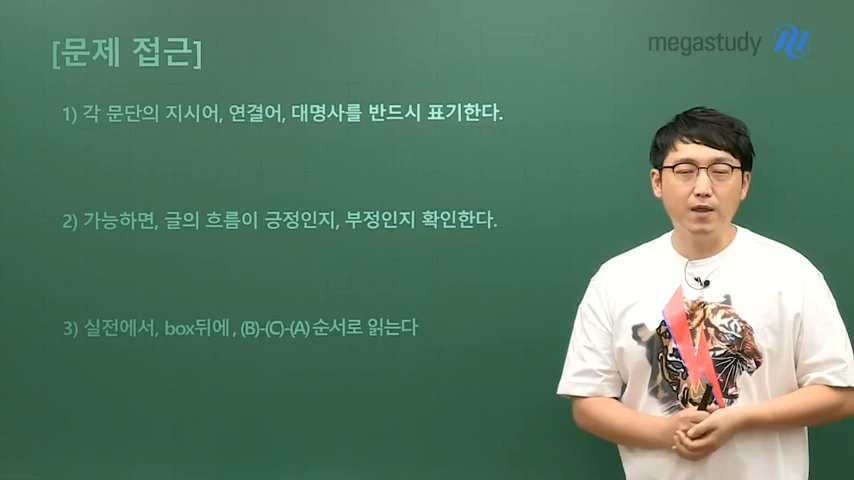 [문제 접근]
megastudy
1) 각 문단의 지시어, 연결어, 대명사를 반드시 표기한다.
2) 가능하면, 글의 흐름이 긍정인지, 부정인지 확인한다.
3) 실전에서, box뒤에 , (B)-(C)-(A) 순서로 읽는다